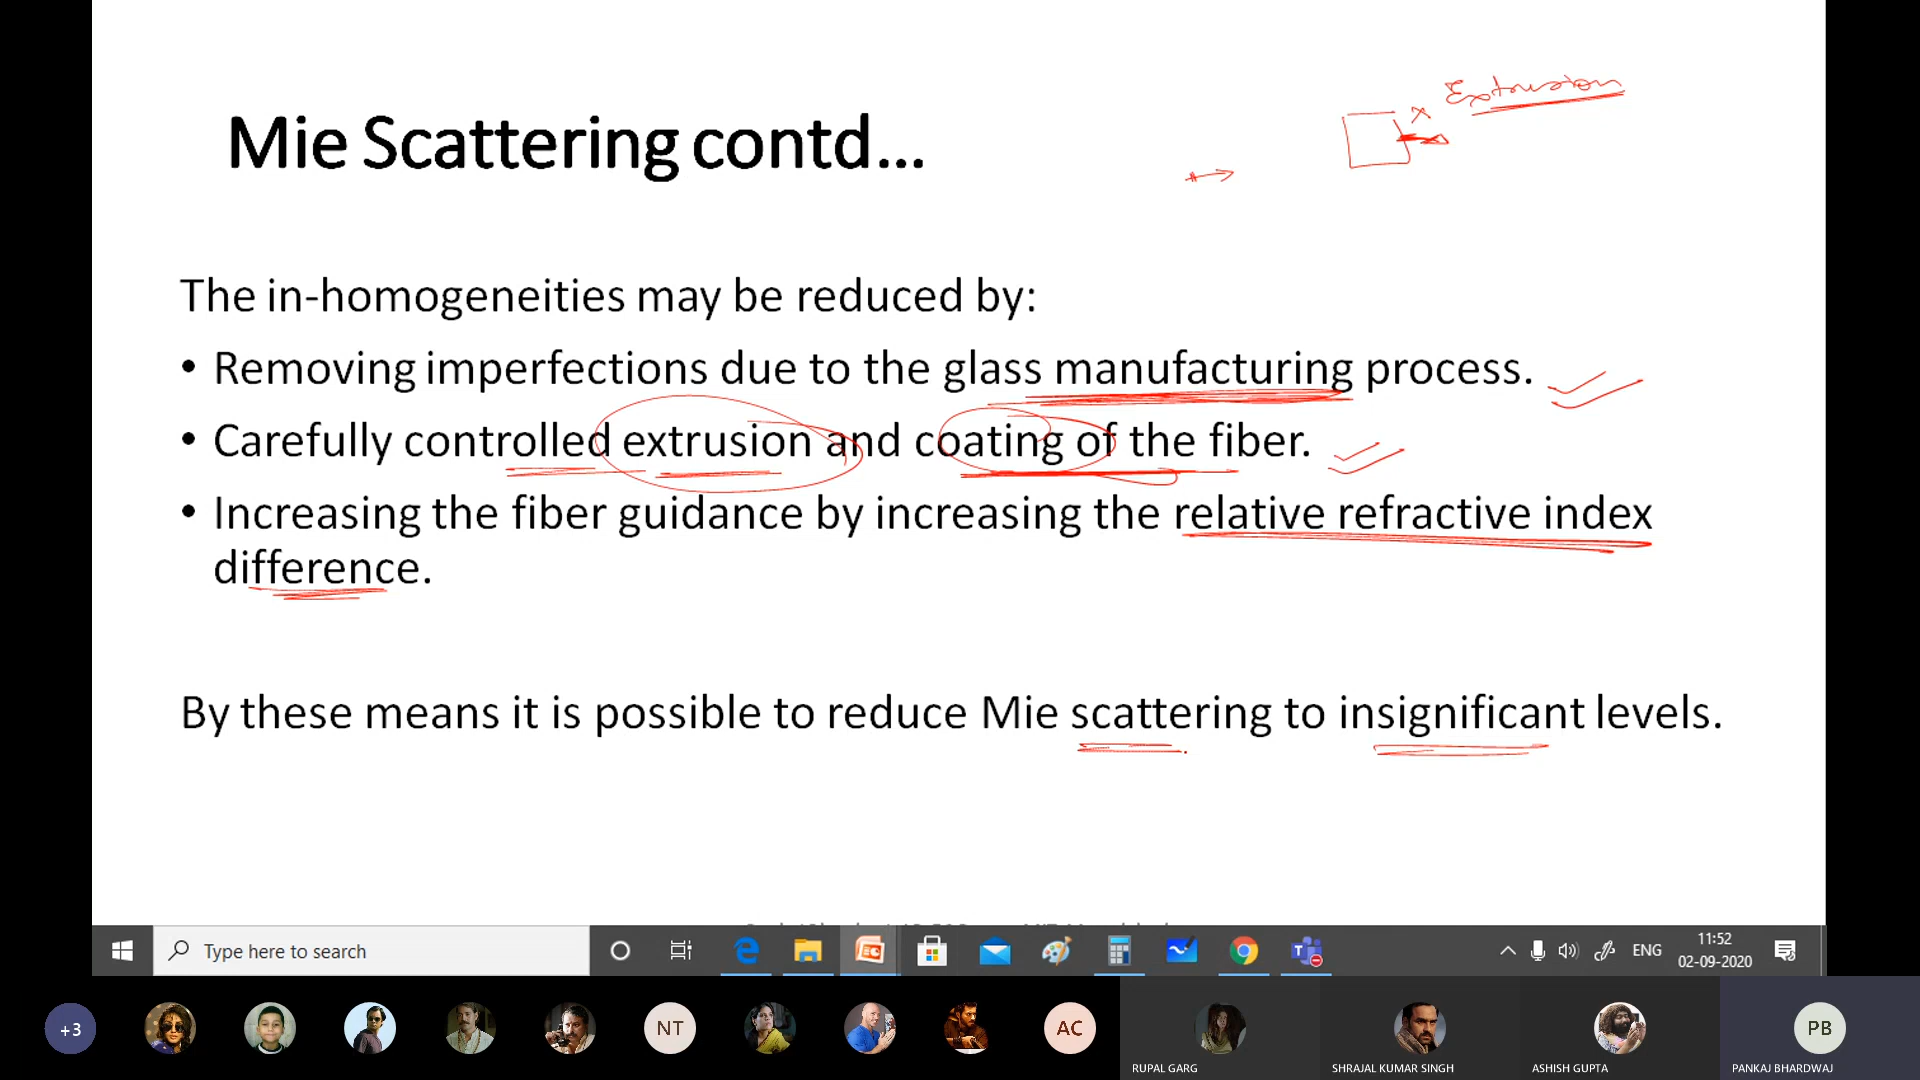 Extrusion
x
Mie Scattering contd...
The in-homogeneities may be reduced by:
• Removing imperfections due to the glass manufacturing process.
• Carefully controlled extrusion and coating of the fiber.
• Increasing the fiber guidance by increasing the relative refractive index
difference.
By these means it is possible to reduce Mie scattering to insignificant levels.
Type here to search
ENG
11:52
02-09-2020
+3
NT
AC
PB
RUPAL GARG
SHRAJAL KUMAR SINGH
ASHISH GUPTA
PANKAJ BHARDWAJ